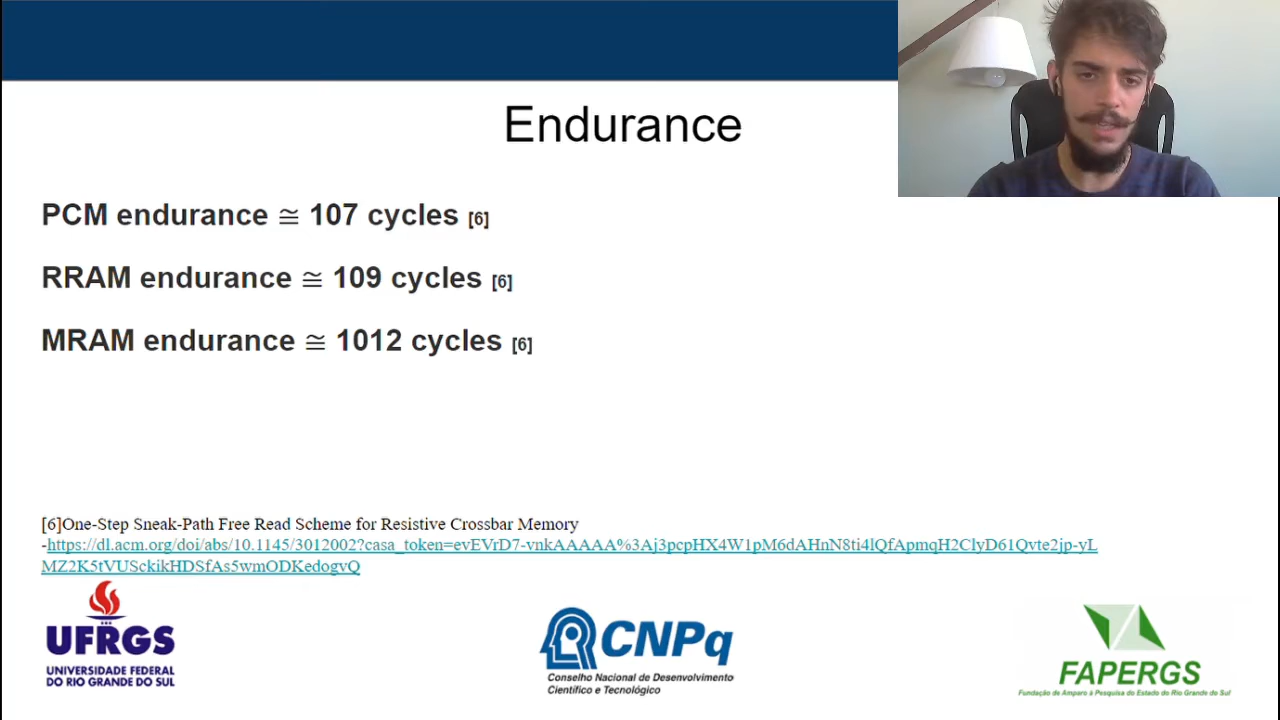 Endurance
PCM endurance ≅ 107 cycles [6]
RRAM endurance ≅ 109 cycles [6]
MRAM endurance ≅ 1012 cycles [6]
[6]One-Step Sneak-Path Free Read Scheme for Resistive Crossbar Memory
-https://dl.acm.org/doi/abs/10.1145/3012002?casa_token=evEVrD7-vnkAAAAA%3Aj3pcpHX4W1pM6dAHnN8ti4lQfApmqH2ClyD61Qvte2jp-yL
MZ2K5tVUSckikHDSfAs5wmODKedogvQ
UFRGS
UNIVERSIDADE FEDERAL
DO RIO GRANDE DO SUL
CNPq
Conselho Nacional de Desenvolvimento
Científico e Tecnológico
FAPERGS
Fundação de Amparo à Pesquisa do Estado do Rio Grande do Sul